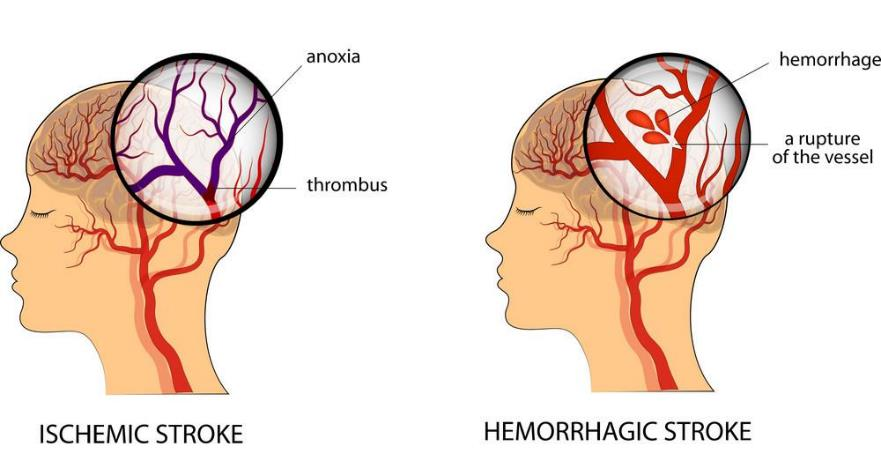 anoxia
thrombus
ISCHEMIC STROKE
hemorrhage
a rupture
of the vessel
HEMORRHAGIC STROKE